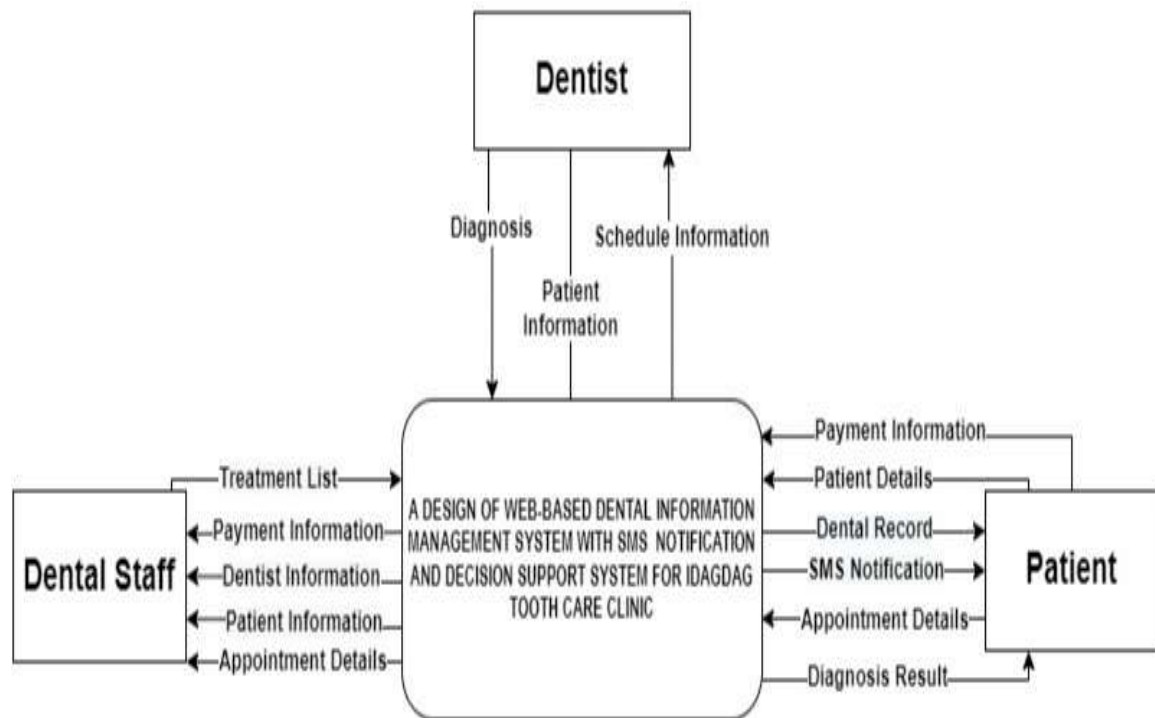 Dentist
Diagnosis
Schedule Information
Patient
Information
Treatment List
Payment Information
Dentist Information
Patient Information
Appointment Details
Dental Staff
A DESIGN OF WEB-BASED DENTAL INFORMATION
MANAGEMENT SYSTEM WITH SMS NOTIFICATION
AND DECISION SUPPORT SYSTEM FOR IDAGDAG
TOOTH CARE CLINIC
Payment Information
Patient Details
Dental Record
SMS Notification
Appointment Details
Diagnosis Result
Patient